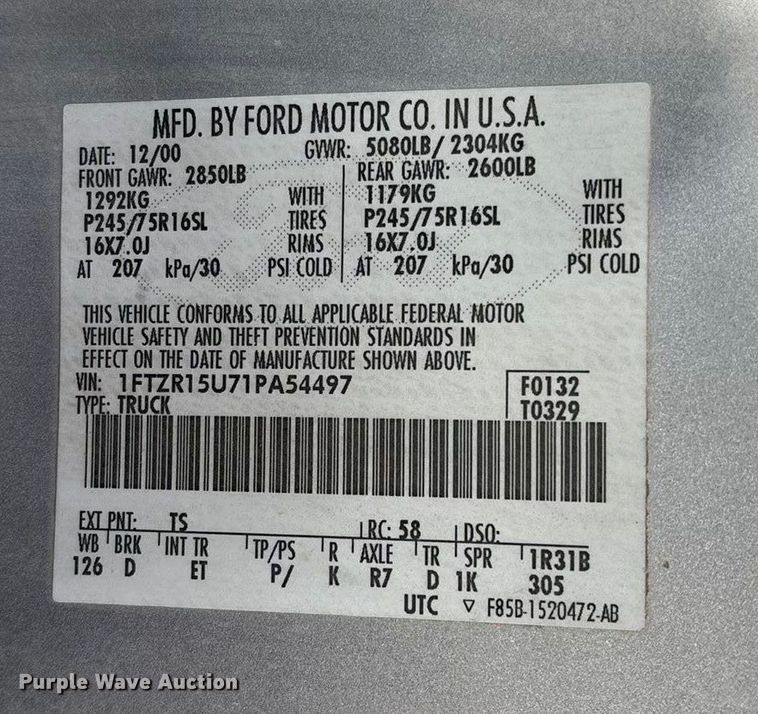 MFD. BY FORD MOTOR CO. IN U.S.A.
DATE: 12/00 GVWR: 5080LB/ 2304KG
FRONT GAWR: 2850LB REAR GAWR: 2600LB
1292KG WITH 1179KG WITH
P245/75R16SL TIRES P245/75R16SL TIRES
16X7.0J RIMS 16X7.0J RIMS
AT 207 kPa/30 PSI COLD AT 207 kPa/30 PSI COLD
THIS VEHICLE CONFORMS TO ALL APPLICABLE FEDERAL MOTOR
VEHICLE SAFETY AND THEFT PREVENTION STANDARDS IN
EFFECT ON THE DATE OF MANUFACTURE SHOWN ABOVE.
VIN: 1FTZR15U71PA54497 F0132
TYPE: TRUCK T0329
EXT PNT: TS RC: 58 DSO:
WB BRK INT TR TP/PS R AXLE TR SPR 1R31B
126 D ET P/ K R7 D 1K 305
UTC ▽ F85B-1520472-AB
Purple Wave Auction